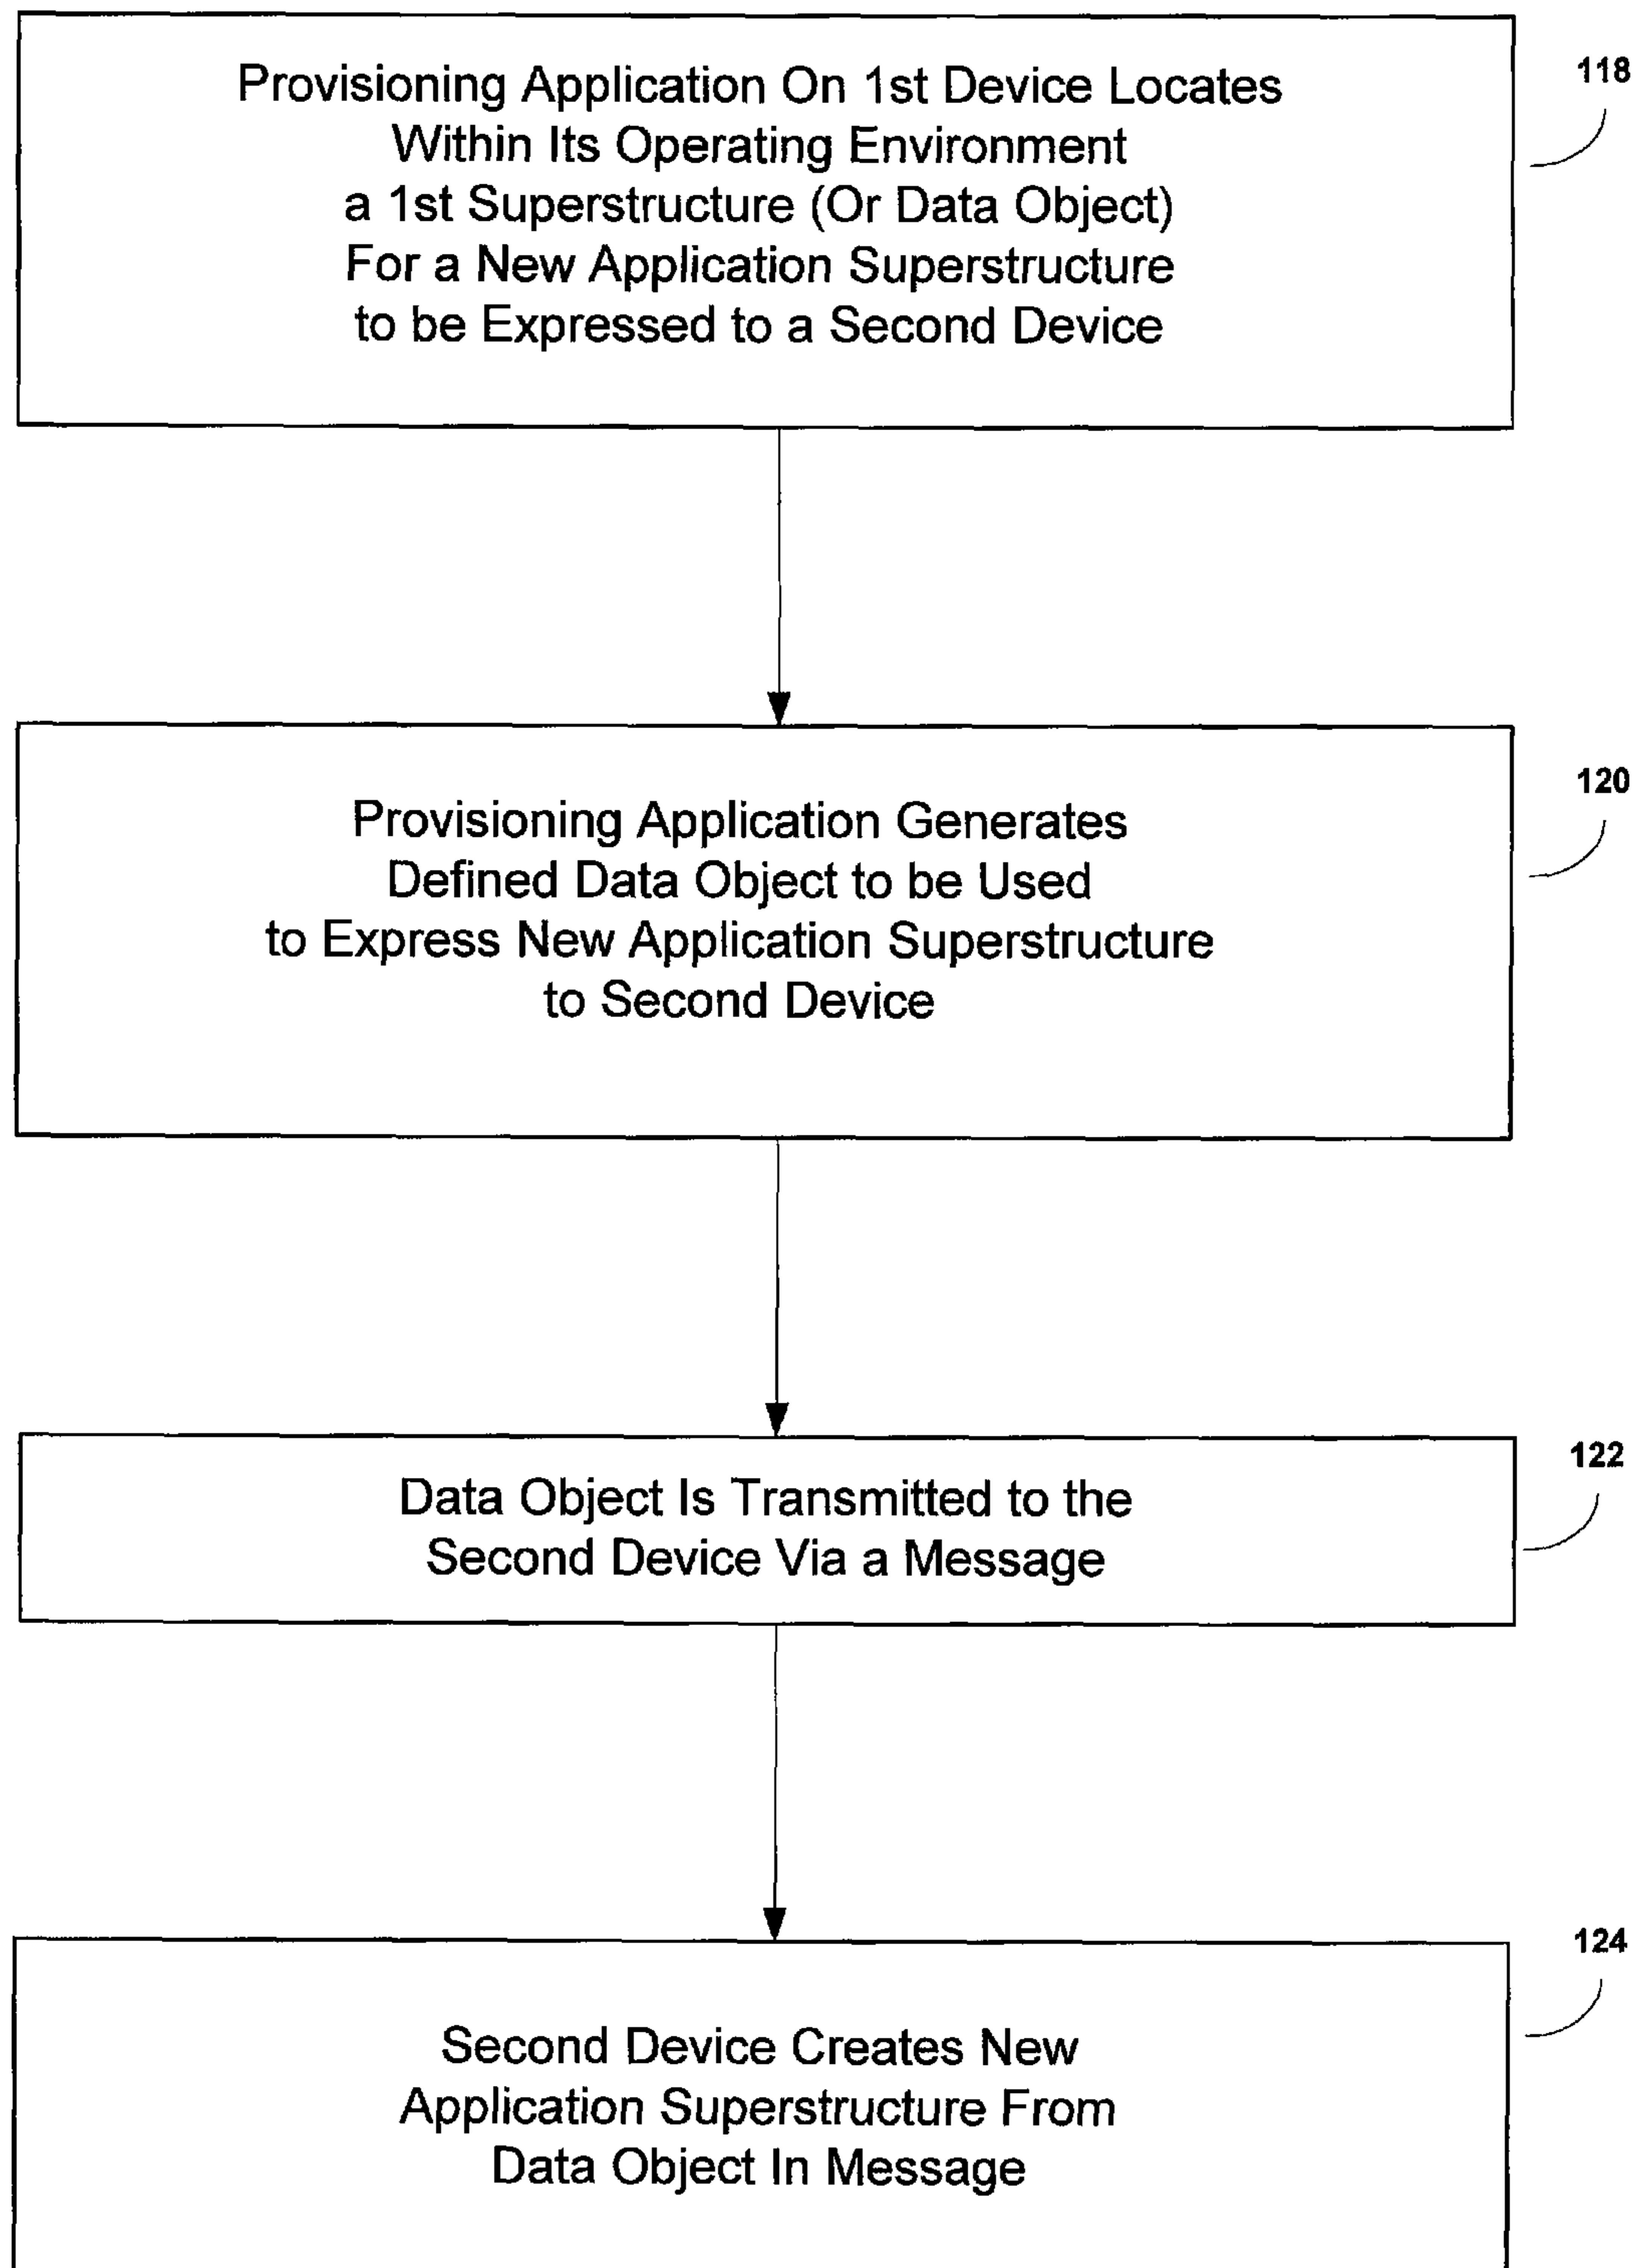 Provisioning Application On 1st Device Locates
Within Its Operating Environment
a 1st Superstructure (Or Data Object)
For a New Application Superstructure
to be Expressed to a Second Device
118
Provisioning Application Generates
Defined Data Object to be Used
to Express New Application Superstructure
to Second Device
120
Data Object Is Transmitted to the
Second Device Via a Message
122
Second Device Creates New
Application Superstructure From
Data Object In Message
124